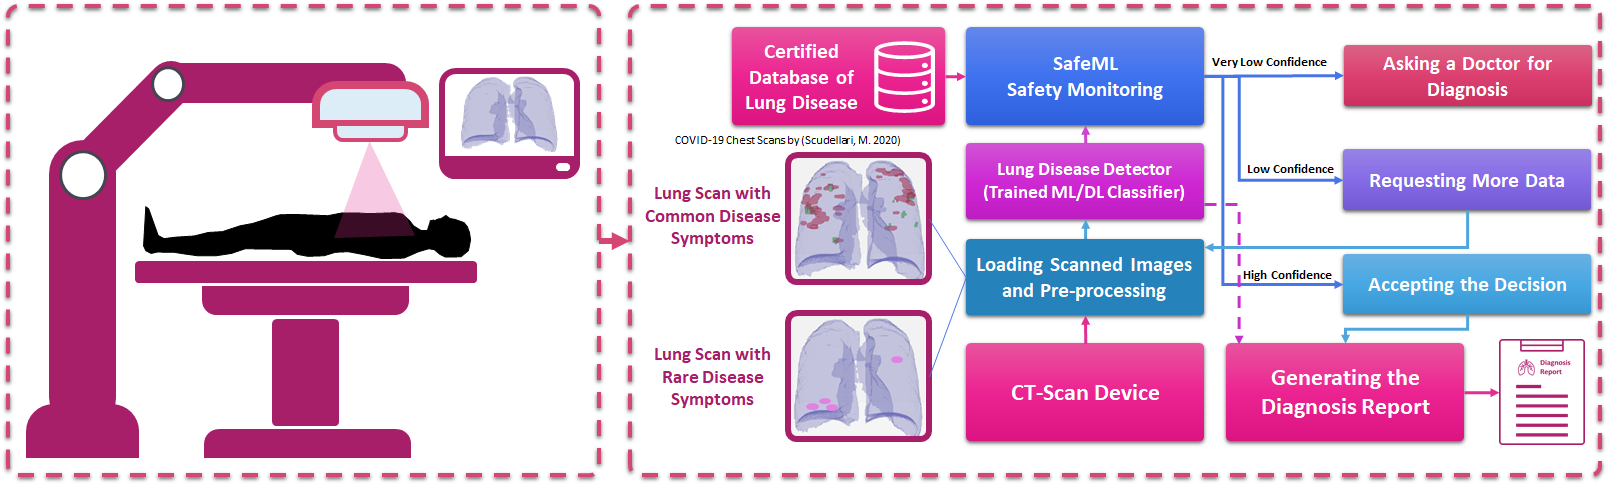 Certified
Database of
Lung Disease
SafeML
Safety Monitoring
Very Low Confidence
Asking a Doctor for
Diagnosis
COVID-19 Chest Scans by (Scudellari, M. 2020)
Lung Scan with
Common Disease
Symptoms
Lung Disease Detector
(Trained ML/DL Classifier)
Low Confidence
Requesting More Data
Loading Scanned Images
and Pre-processing
High Confidence
Accepting the Decision
Lung Scan with
Rare Disease
Symptoms
CT-Scan Device
Generating the
Diagnosis Report
Diagnosis
Report